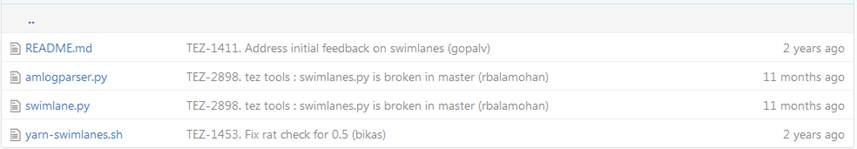 ..
README.md TEZ-1411. Address initial feedback on swimlanes (gopalv) 2 years ago
amlogparser.py TEZ-2898. tez tools : swimlanes.py is broken in master (rbalamohan) 11 months ago
swimlane.py TEZ-2898. tez tools : swimlanes.py is broken in master (rbalamohan) 11 months ago
yarn-swimlanes.sh TEZ-1453. Fix rat check for 0.5 (bikas) 2 years ago